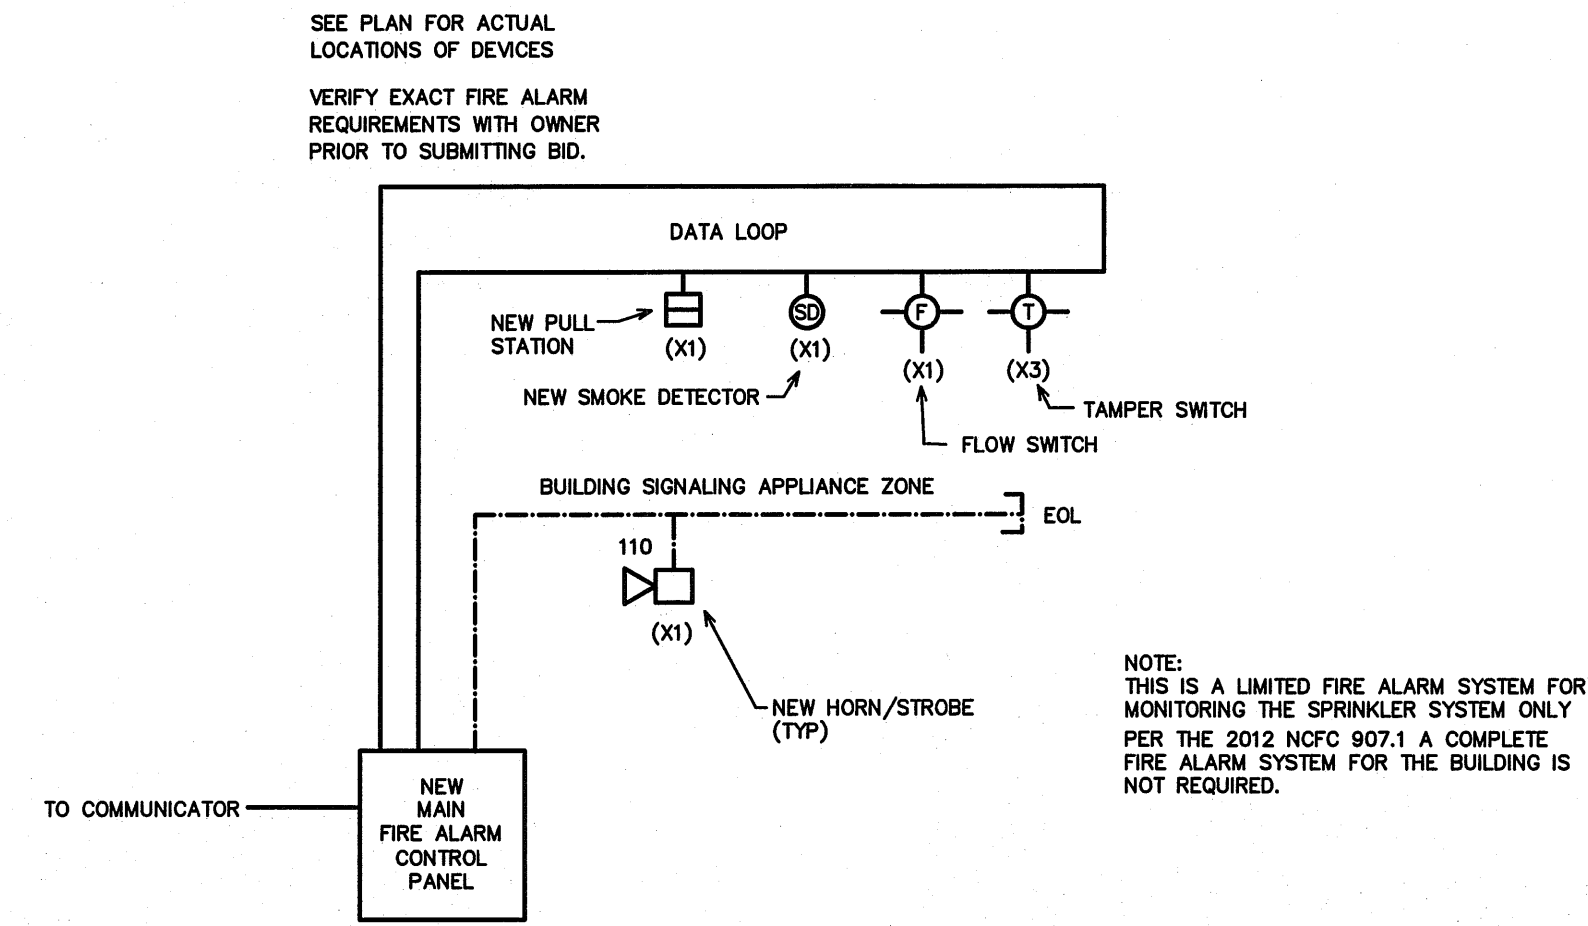 SEE PLAN FOR ACTUAL
LOCATIONS OF DEVICES
VERIFY EXACT FIRE ALARM
REQUIREMENTS WITH OWNER
PRIOR TO SUBMITTING BID.
DATA LOOP
NEW PULL
STATION
(X1)
SD
(X1)
F
(X1)
T
(X3)
NEW SMOKE DETECTOR
TAMPER SWITCH
FLOW SWITCH
BUILDING SIGNALING APPLIANCE ZONE
EOL
110
(X1)
NEW HORN/STROBE
(TYP)
NOTE:
THIS IS A LIMITED FIRE ALARM SYSTEM FOR
MONITORING THE SPRINKLER SYSTEM ONLY
PER THE 2012 NCFC 907.1 A COMPLETE
FIRE ALARM SYSTEM FOR THE BUILDING IS
NOT REQUIRED.
TO COMMUNICATOR
NEW
MAIN
FIRE ALARM
CONTROL
PANEL